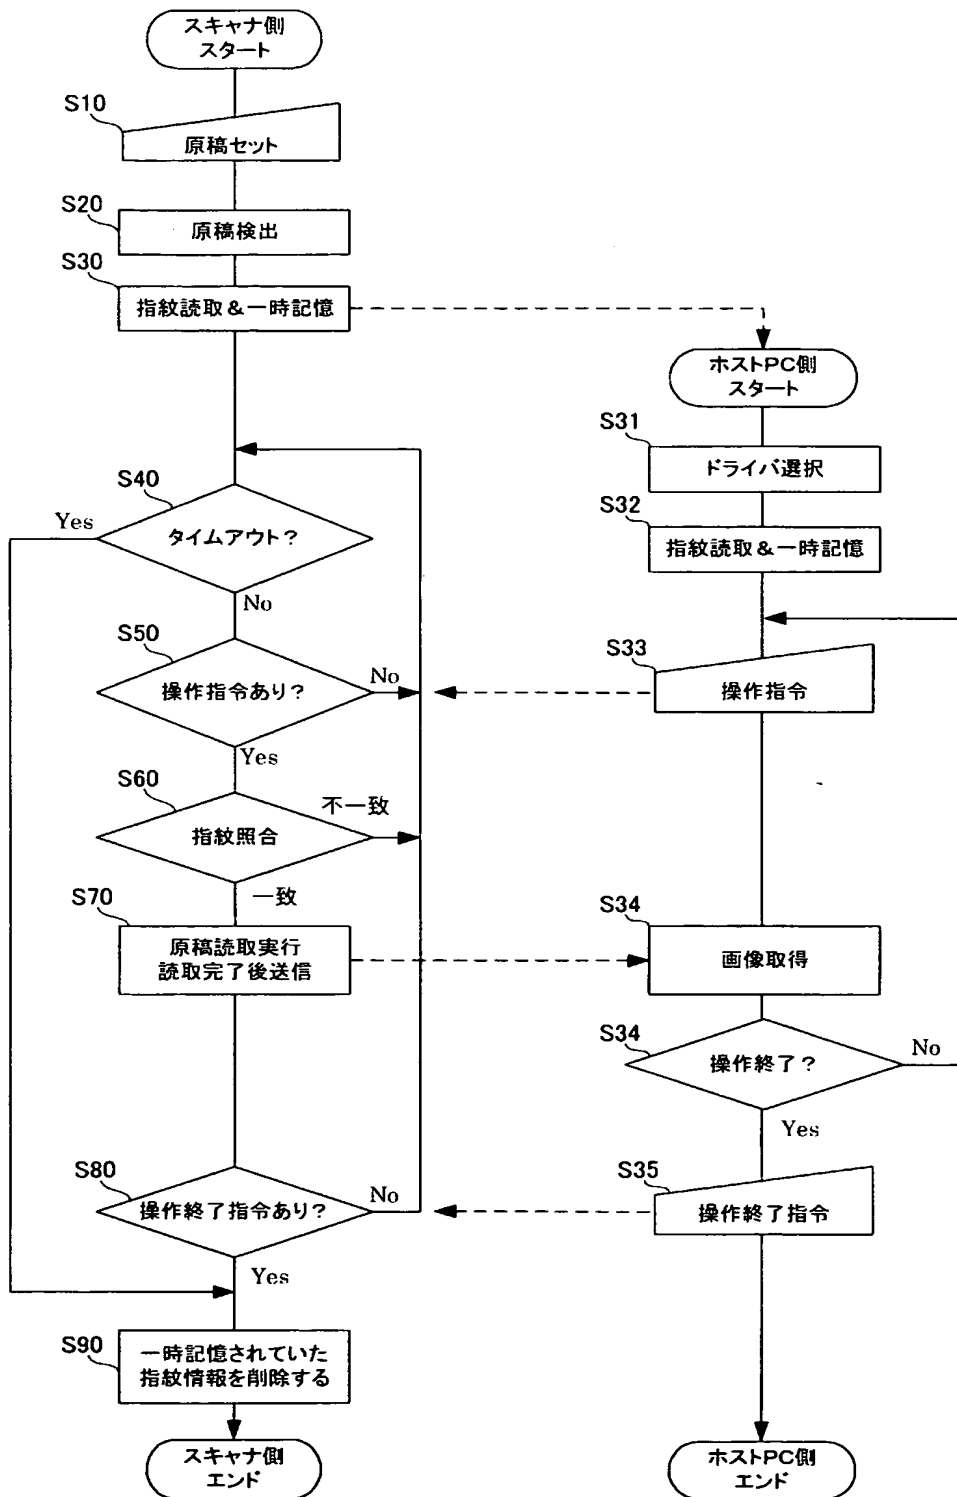 スキャナ側
スタート
S10
原稿セット
S20
原稿検出
S30
指紋読取＆一時記憶
ホストPC側
スタート
S31
ドライバ選択
S40
Yes
タイムアウト？
No
S32
指紋読取＆一時記憶
S50
操作指令あり？
No
Yes
S33
操作指令
S60
不一致
指紋照合
一致
S70
原稿読取実行
読取完了後送信
S34
画像取得
S34
操作終了？
No
Yes
S80
操作終了指令あり？
No
Yes
S35
操作終了指令
S90
一時記憶されていた
指紋情報を削除する
スキャナ側
エンド
ホストPC側
エンド